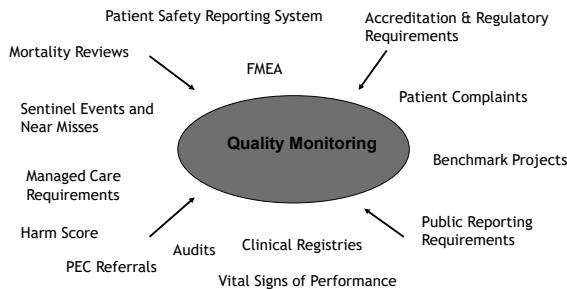 Patient Safety Reporting System
Accreditation & Regulatory
Requirements
Mortality Reviews
FMEA
Patient Complaints
Sentinel Events and
Near Misses
Quality Monitoring
Benchmark Projects
Managed Care
Requirements
Public Reporting
Requirements
Harm Score
Audits
Clinical Registries
PEC Referrals
Vital Signs of Performance